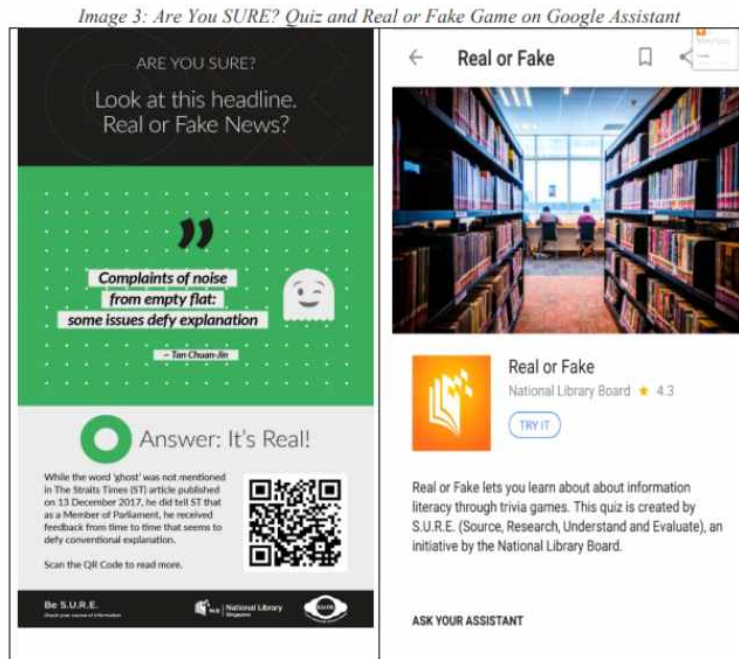 Image 3: Are You SURE? Quiz and Real or Fake Game on Google Assistant
ARE YOU SURE?
Look at this headline.
Real or Fake News?
Complaints of noise
from empty flat:
some issues defy explanation
– Tan Chuan-Jin
Answer: It's Real!
While the word 'ghost' was not mentioned
in The Straits Times (ST) article published
on 13 December 2017, he did tell ST that
as a Member of Parliament, he received
feedback from time to time that seems to
defy conventional explanation.
Scan the QR Code to read more.
Be S.U.R.E.
Check your source of information
National Library
Singapore
Real or Fake
Real or Fake
National Library Board ★ 4.3
TRY IT
Real or Fake lets you learn about about information
literacy through trivia games. This quiz is created by
S.U.R.E. (Source, Research, Understand and Evaluate), an
initiative by the National Library Board.
ASK YOUR ASSISTANT